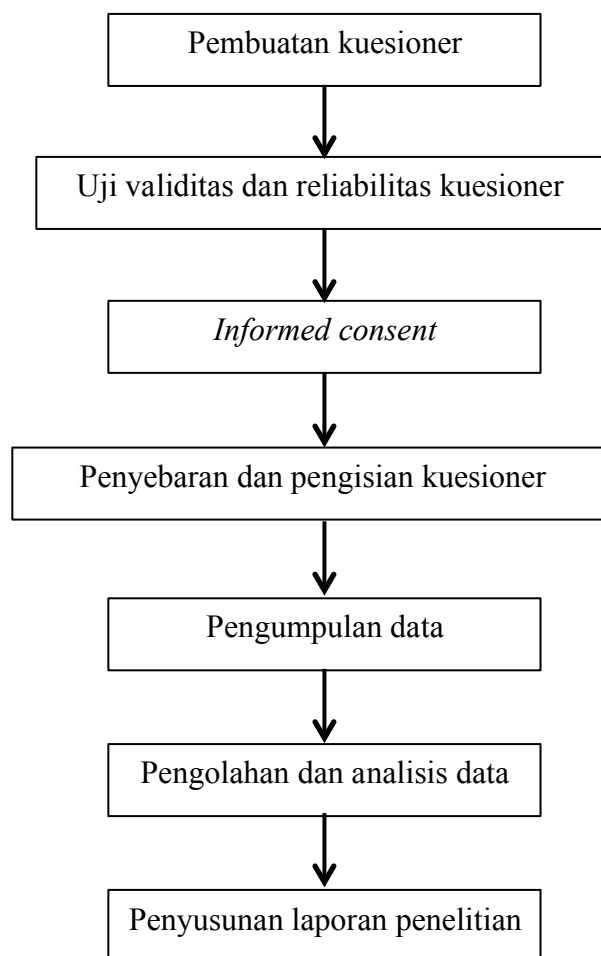 Pembuatan kuesioner
Uji validitas dan reliabilitas kuesioner
Informed consent
Penyebaran dan pengisian kuesioner
Pengumpulan data
Pengolahan dan analisis data
Penyusunan laporan penelitian